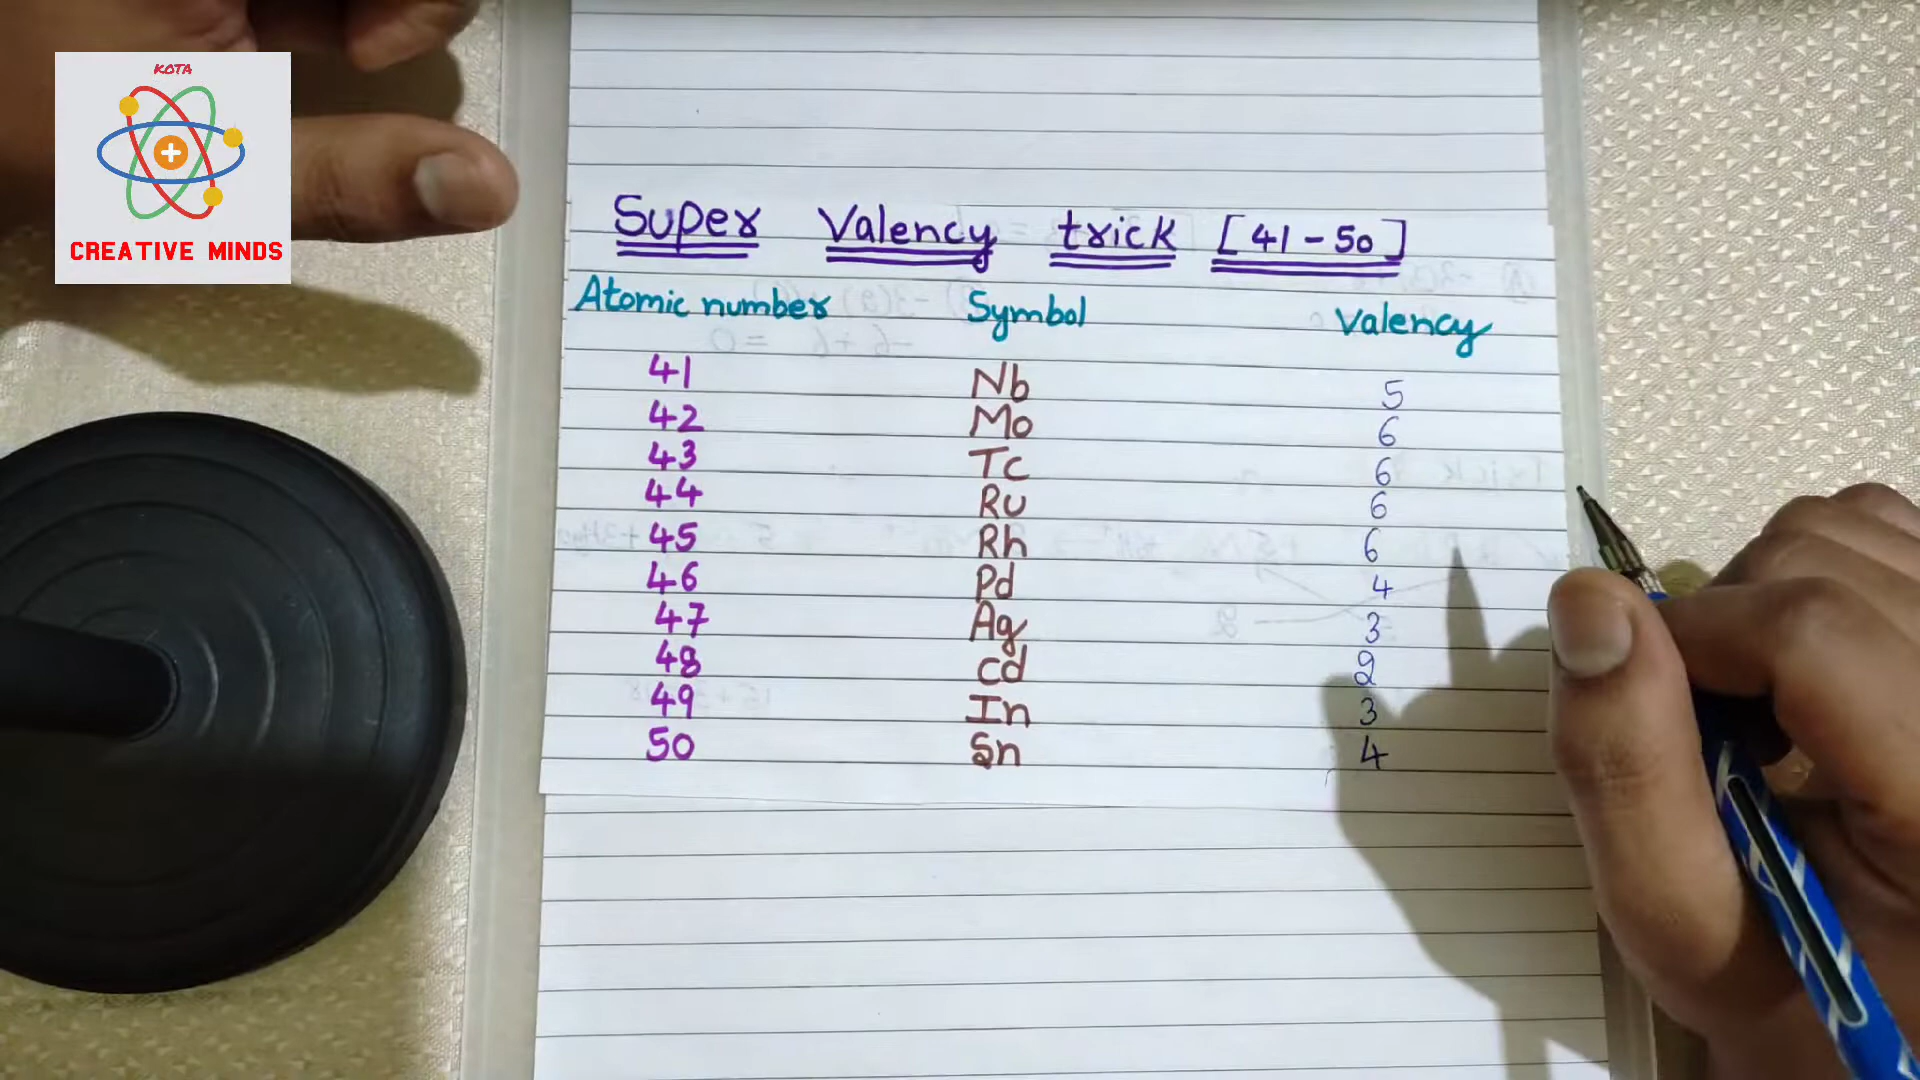 KOTA
CREATIVE MINDS
Super Valency trick [41-50]
Atomic number Symbol Valency
41 Nb 5
42 Mo 6
43 Tc 6
44 Ru 6
45 Rh 6
46 Pd 4
47 Ag 3
48 Cd 2
49 In 3
50 Sn 4